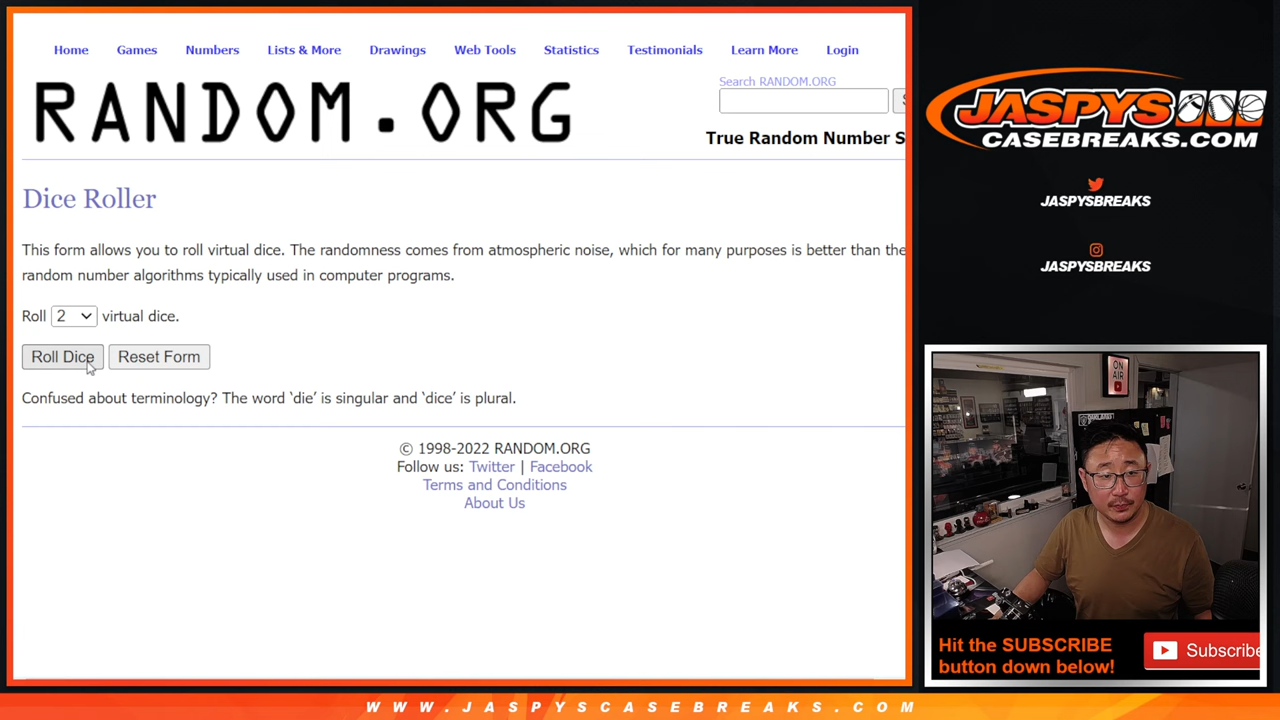 Home Games Numbers Lists & More Drawings Web Tools Statistics Testimonials Learn More Login
RANDOM.ORG
Search RANDOM.ORG
True Random Number S
Dice Roller
This form allows you to roll virtual dice. The randomness comes from atmospheric noise, which for many purposes is better than the
random number algorithms typically used in computer programs.
Roll 2 virtual dice.
Roll Dice Reset Form
Confused about terminology? The word ‘die’ is singular and ‘dice’ is plural.
© 1998-2022 RANDOM.ORG
Follow us: Twitter | Facebook
Terms and Conditions
About Us
JASPYS
CASEBREAKS.COM
JASPYSBREAKS
JASPYSBREAKS
ON
AIR
Hit the SUBSCRIBE
button down below!
Subscribe
WWW.JASPYSCASEBREAKS.COM